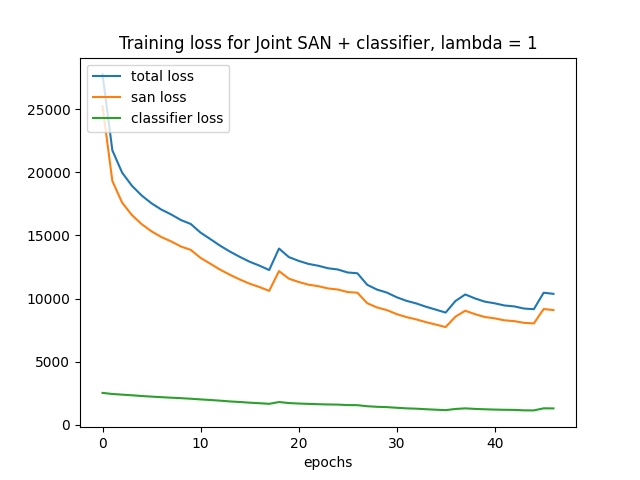 Training loss for Joint SAN + classifier, lambda = 1
total loss
san loss
classifier loss
25000
20000
15000
10000
5000
0
0 10 20 30 40
epochs